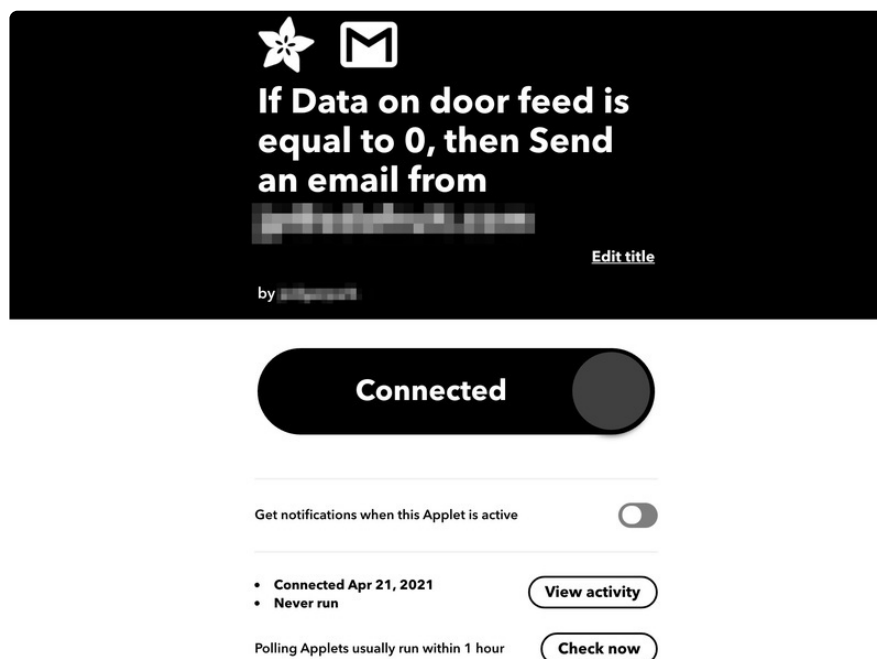 If Data on door feed is
equal to 0, then Send
an email from
Edit title
by
Connected
Get notifications when this Applet is active
• Connected Apr 21, 2021
• Never run
View activity
Polling Applets usually run within 1 hour
Check now